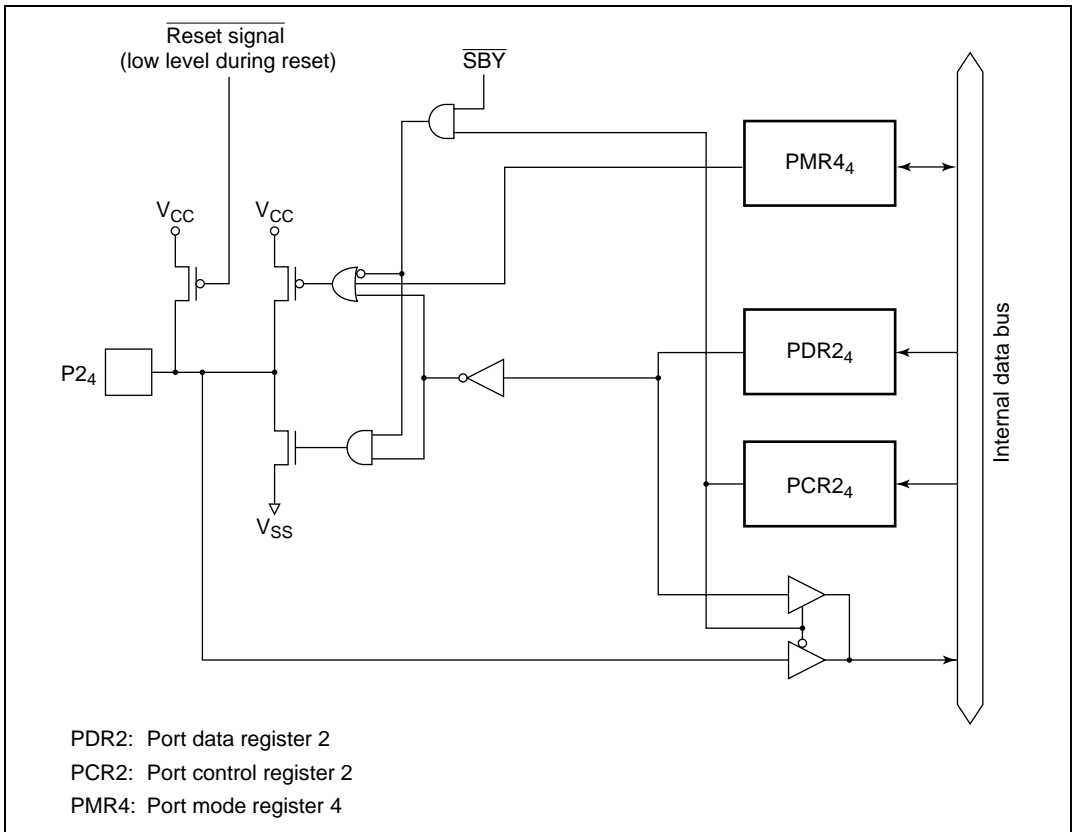 Reset signal
(low level during reset)
SBY
VCC
VCC
PMR44
PDR24
P24
PCR24
Internal data bus
VSS
PDR2: Port data register 2
PCR2: Port control register 2
PMR4: Port mode register 4